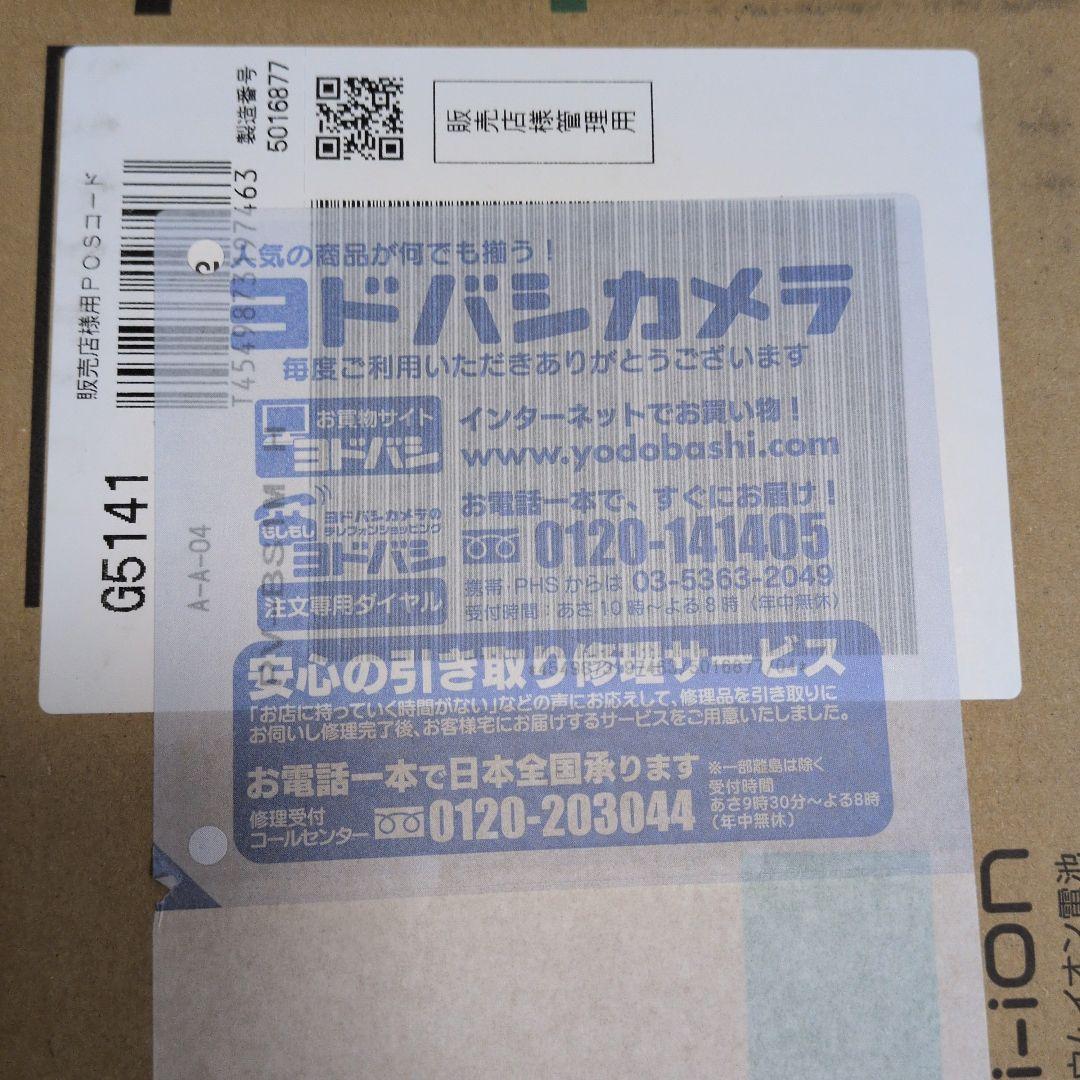 製造番号
5016877
販売店様管理用
販売店様用POSコード
G5141
A-A-04
人気の商品が何でも揃う!
ヨドバシカメラ
毎度ご利用いただきありがとうございます
お買物サイト
ヨドバシ
インターネットでお買い物!
www.yodobashi.com
もしもし
ヨドバシカメラの
テレフォンショッピング
ヨドバシ
注文専用ダイヤル
お電話一本で、すぐにお届け!
0120-141405
携帯・PHSからは 03-5363-2049
受付時間:あさ10時~よる8時(年中無休)
安心の引き取り修理サービス
「お店に持っていく時間がない」などの声にお応えして、修理品を引き取りに
お伺いし修理完了後、お客様宅にお届けするサービスをご用意いたしました。
お電話一本で日本全国承ります
修理受付
コールセンター
0120-203044
※一部離島は除く
受付時間
あさ9時30分~よる8時
(年中無休)
i-ion
イオン電池